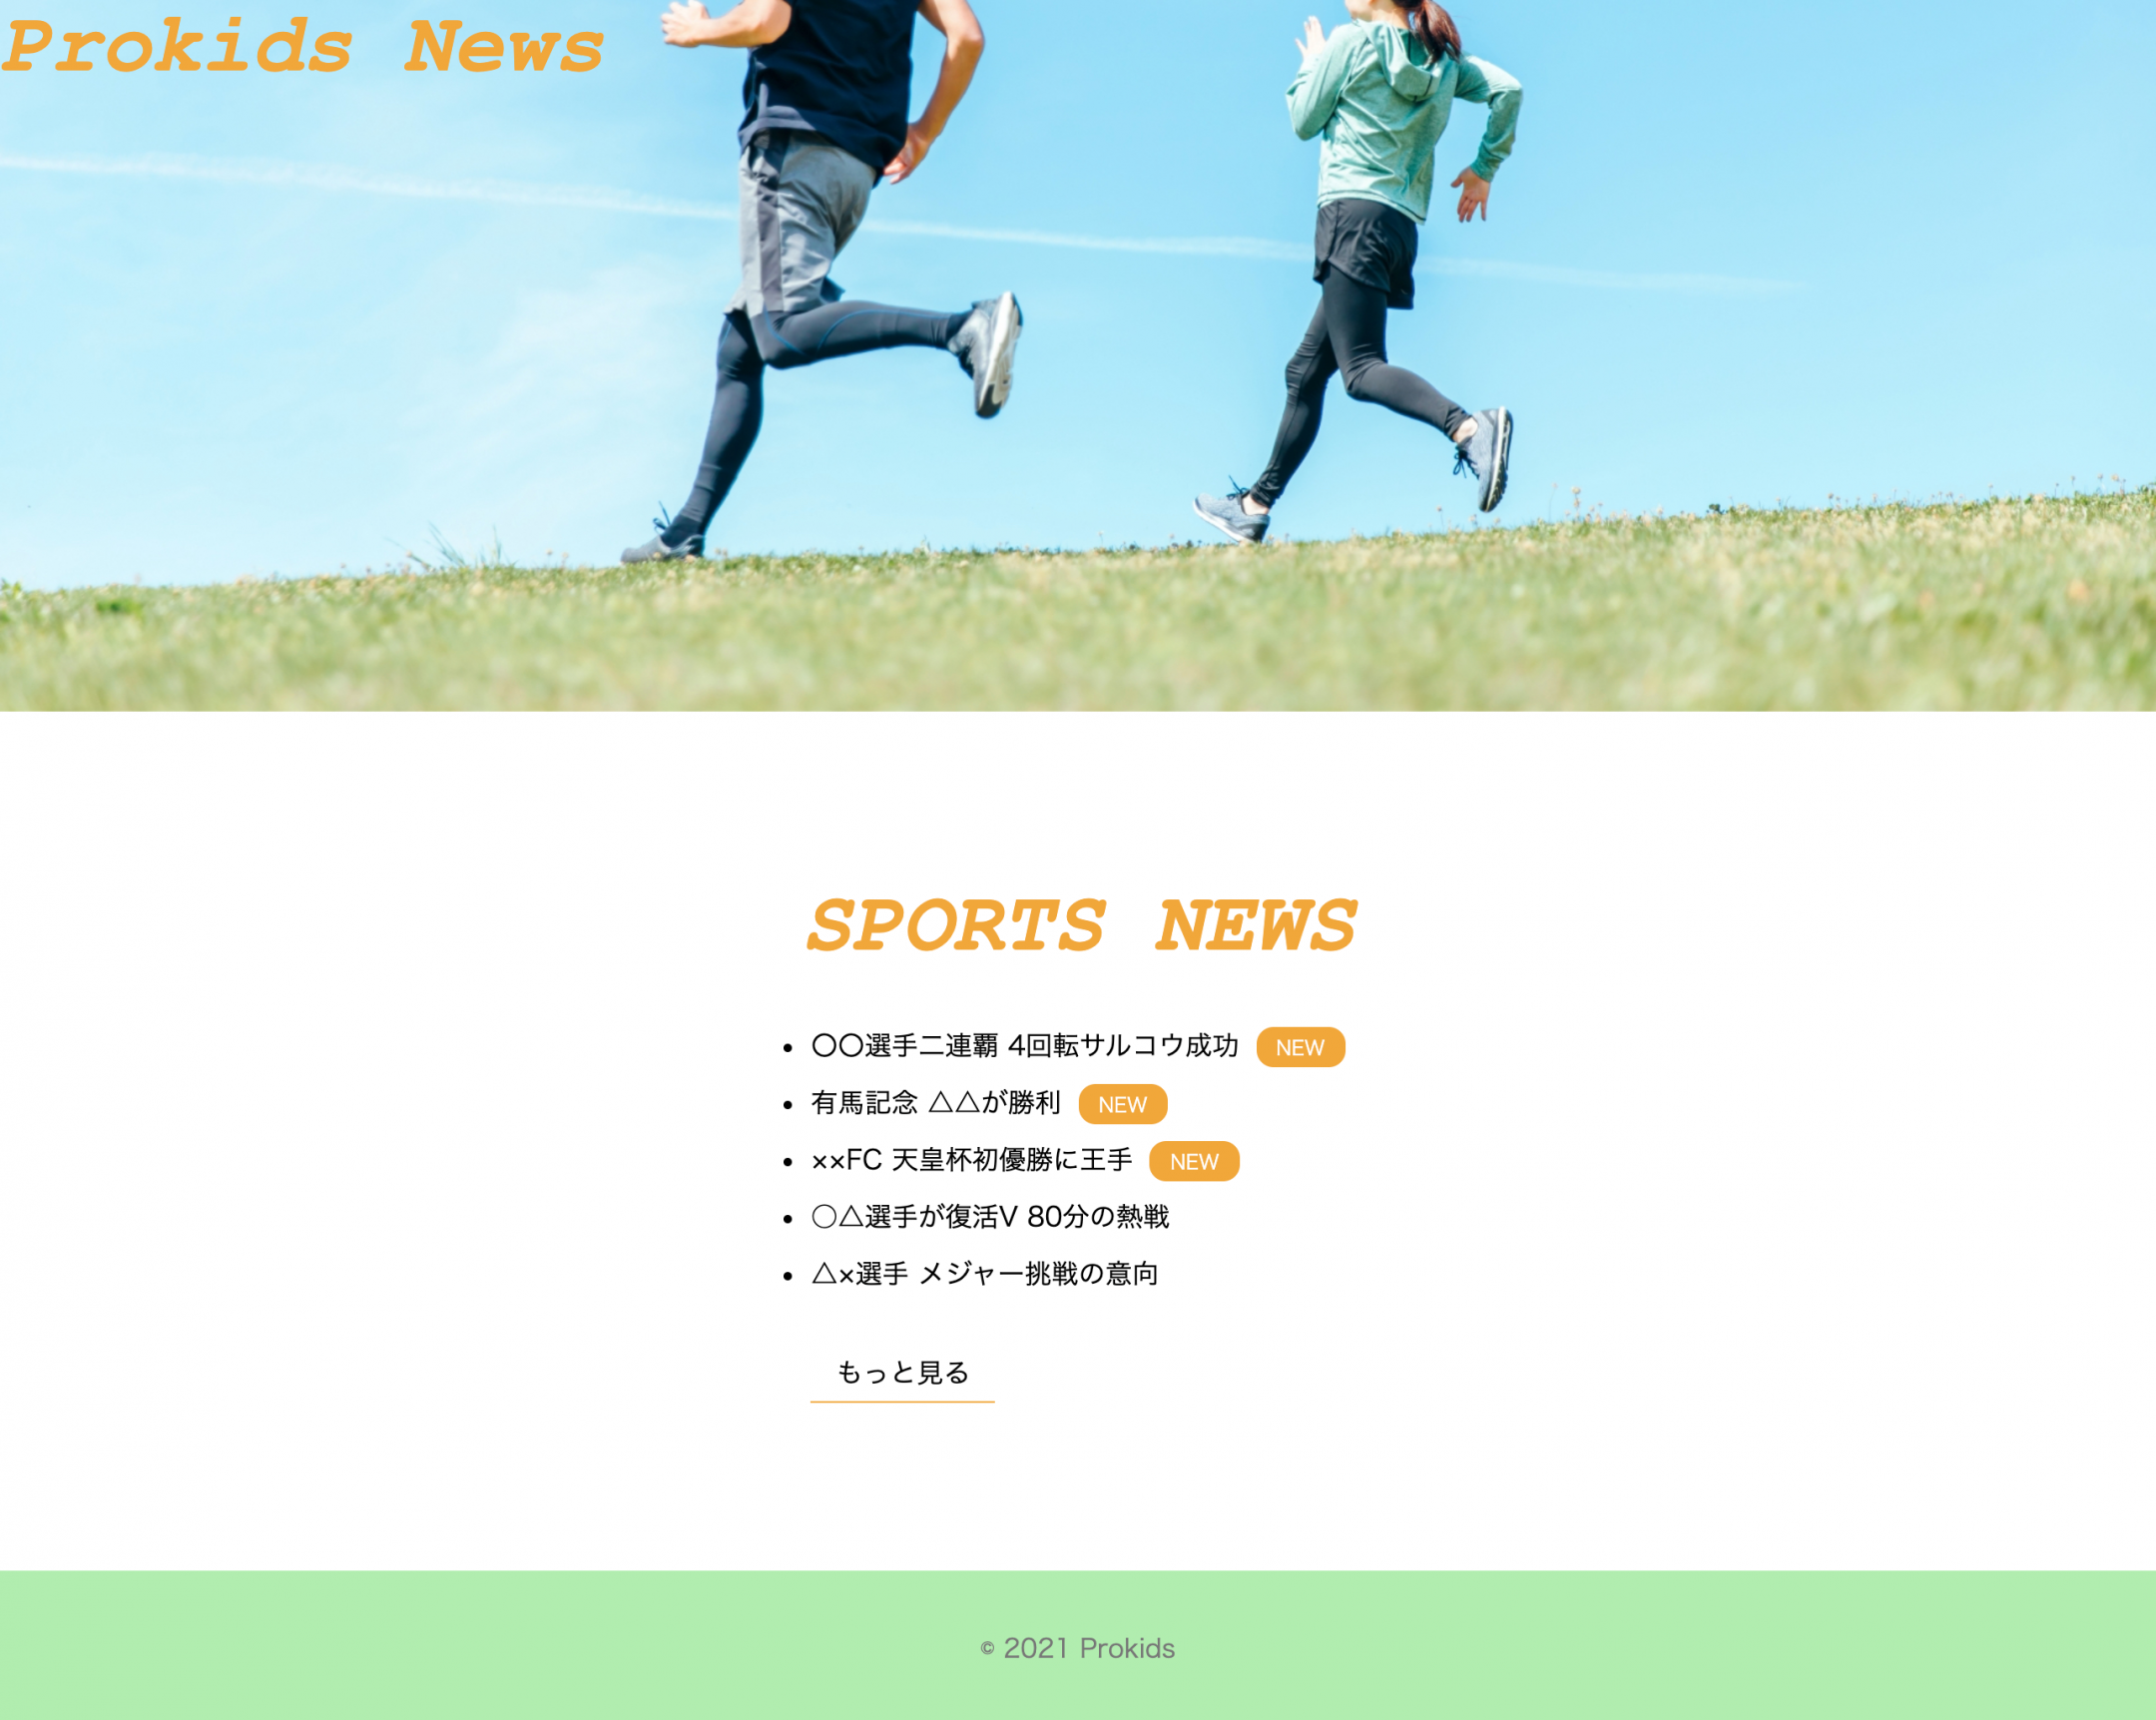 Prokids News
SPORTS NEWS
〇〇選手二連覇 4回転サルコウ成功 NEW
有馬記念 △△が勝利 NEW
××FC 天皇杯初優勝に王手 NEW
○△選手が復活V 80分の熱戦
△×選手 メジャー挑戦の意向
もっと見る
© 2021 Prokids